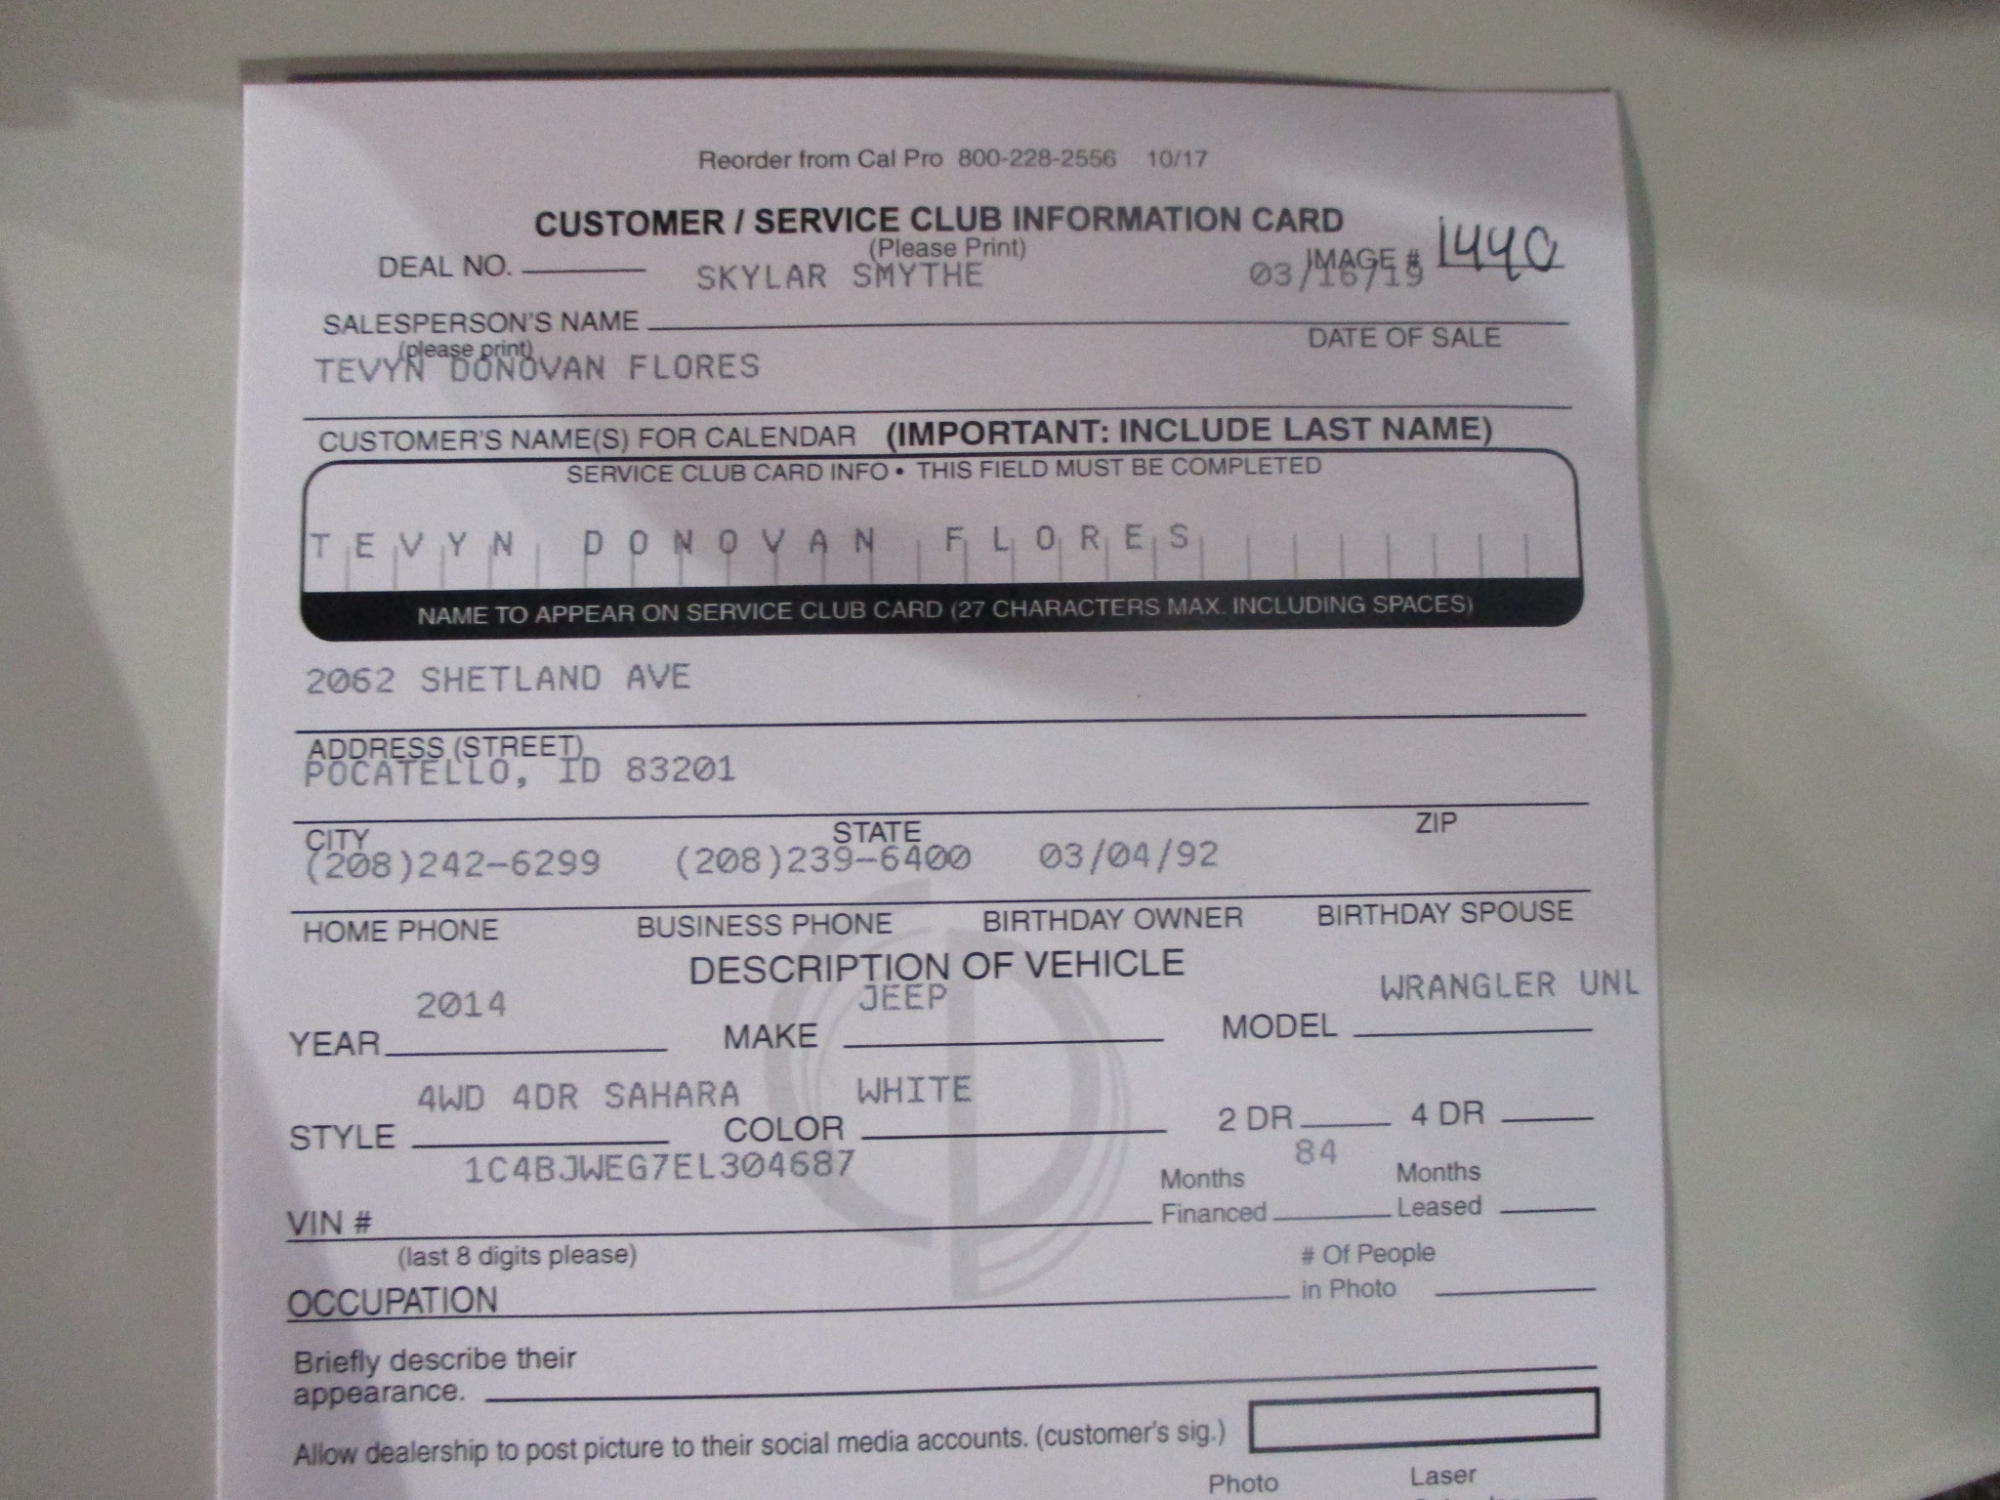 Reorder from Cal Pro 800-228-2556 10/17
CUSTOMER / SERVICE CLUB INFORMATION CARD
(Please Print)
DEAL NO. IMAGE # 1440
SKYLAR SMYTHE 03/16/19
SALESPERSON'S NAME
(please print) DATE OF SALE
TEVYN DONOVAN FLORES
CUSTOMER'S NAME(S) FOR CALENDAR (IMPORTANT: INCLUDE LAST NAME)
SERVICE CLUB CARD INFO • THIS FIELD MUST BE COMPLETED
TEVYN DONOVAN FLORES
NAME TO APPEAR ON SERVICE CLUB CARD (27 CHARACTERS MAX. INCLUDING SPACES)
2062 SHETLAND AVE
ADDRESS (STREET)
POCATELLO, ID 83201
CITY STATE ZIP
(208)242-6299 (208)239-6400 03/04/92
HOME PHONE BUSINESS PHONE BIRTHDAY OWNER BIRTHDAY SPOUSE
DESCRIPTION OF VEHICLE
2014 JEEP WRANGLER UNL
YEAR MAKE MODEL
4WD 4DR SAHARA WHITE
STYLE COLOR 2 DR 4 DR
1C4BJWEG7EL304687 84
VIN # Months Financed Months Leased
(last 8 digits please)
OCCUPATION # Of People in Photo
Briefly describe their
appearance.
Allow dealership to post picture to their social media accounts. (customer's sig.)
Photo Laser